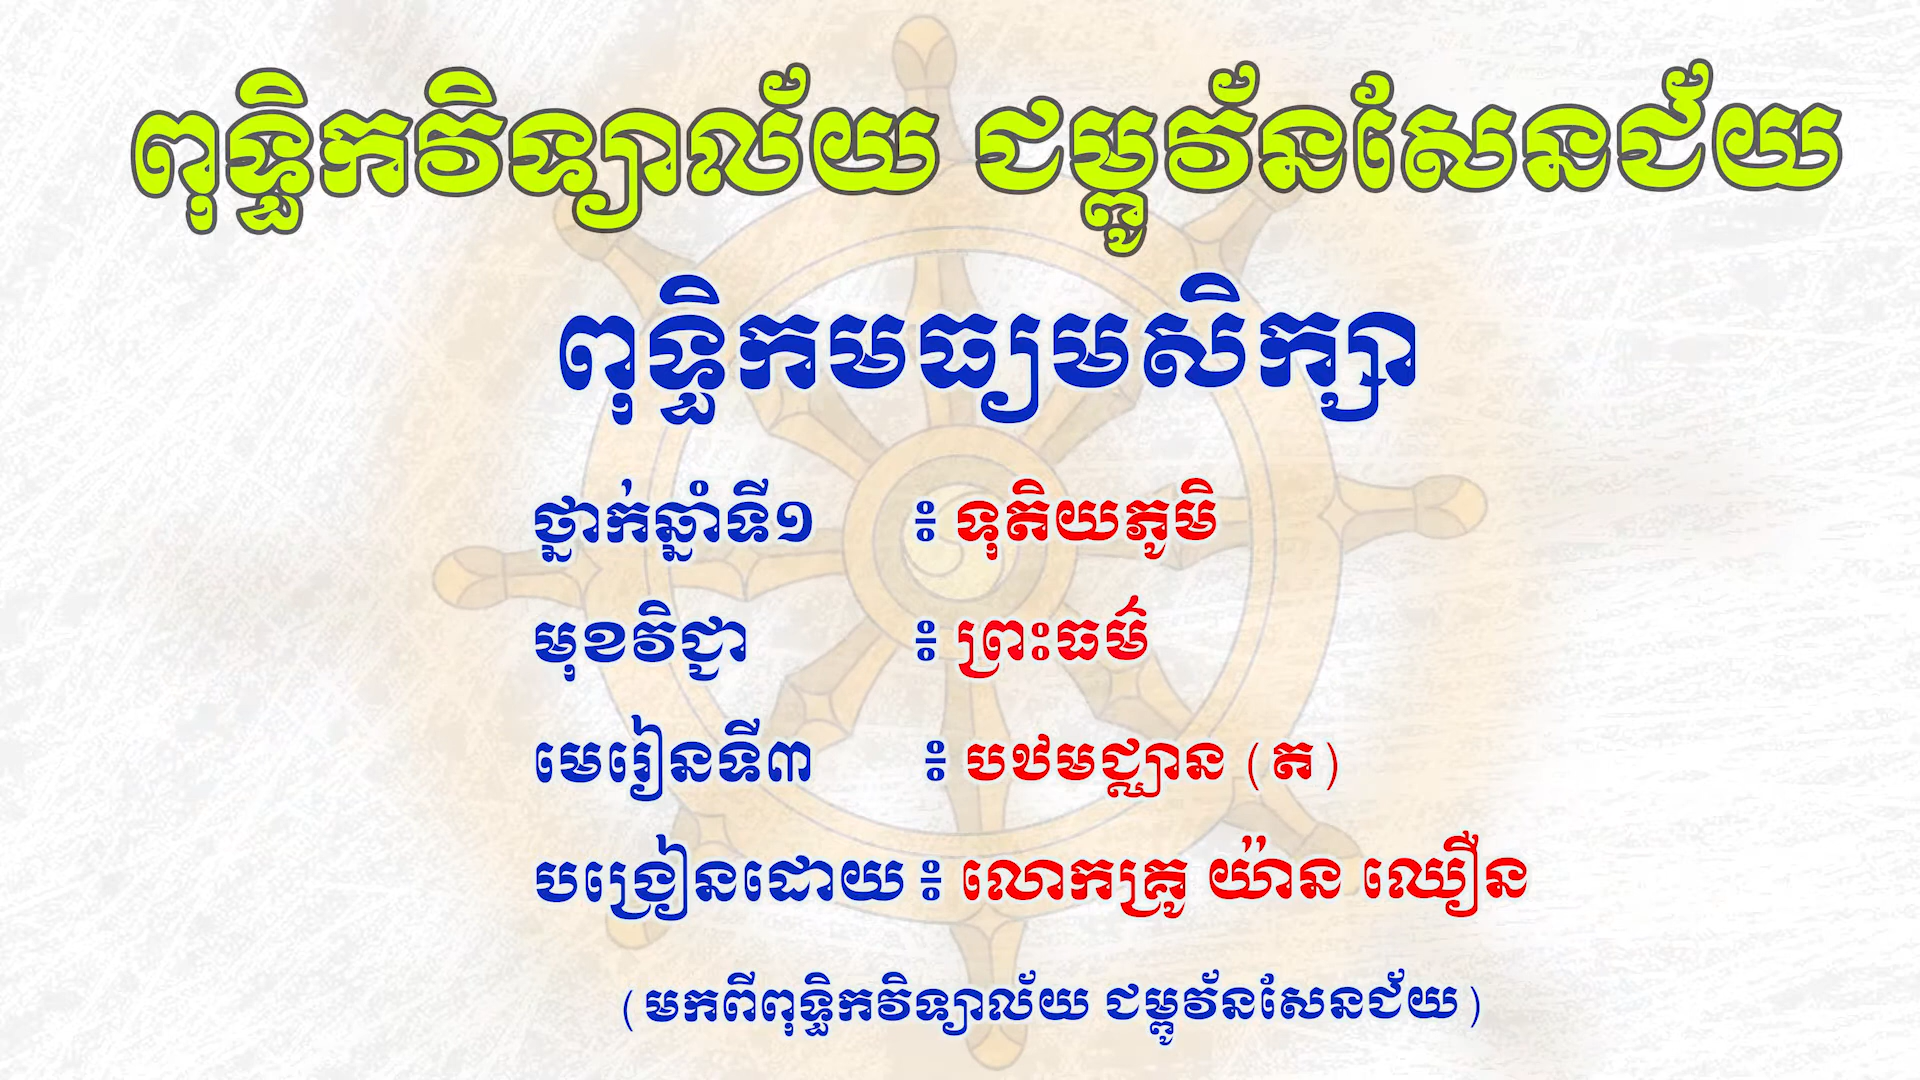 ពុទ្ធិកវិទ្យាល័យ ជម្ពូវ័នសែនជ័យ
ពុទ្ធិកមធ្យមសិក្សា
ថ្នាក់ឆ្នាំទី១ ៖ ទុតិយភូមិ
មុខវិជ្ជា ៖ ព្រះធម៌
មេរៀនទី៣ ៖ បឋមជ្ឈាន (ត)
បង្រៀនដោយ ៖ លោកគ្រូ យ៉ាន ឈឿន
(មកពីពុទ្ធិកវិទ្យាល័យ ជម្ពូវ័នសែនជ័យ)